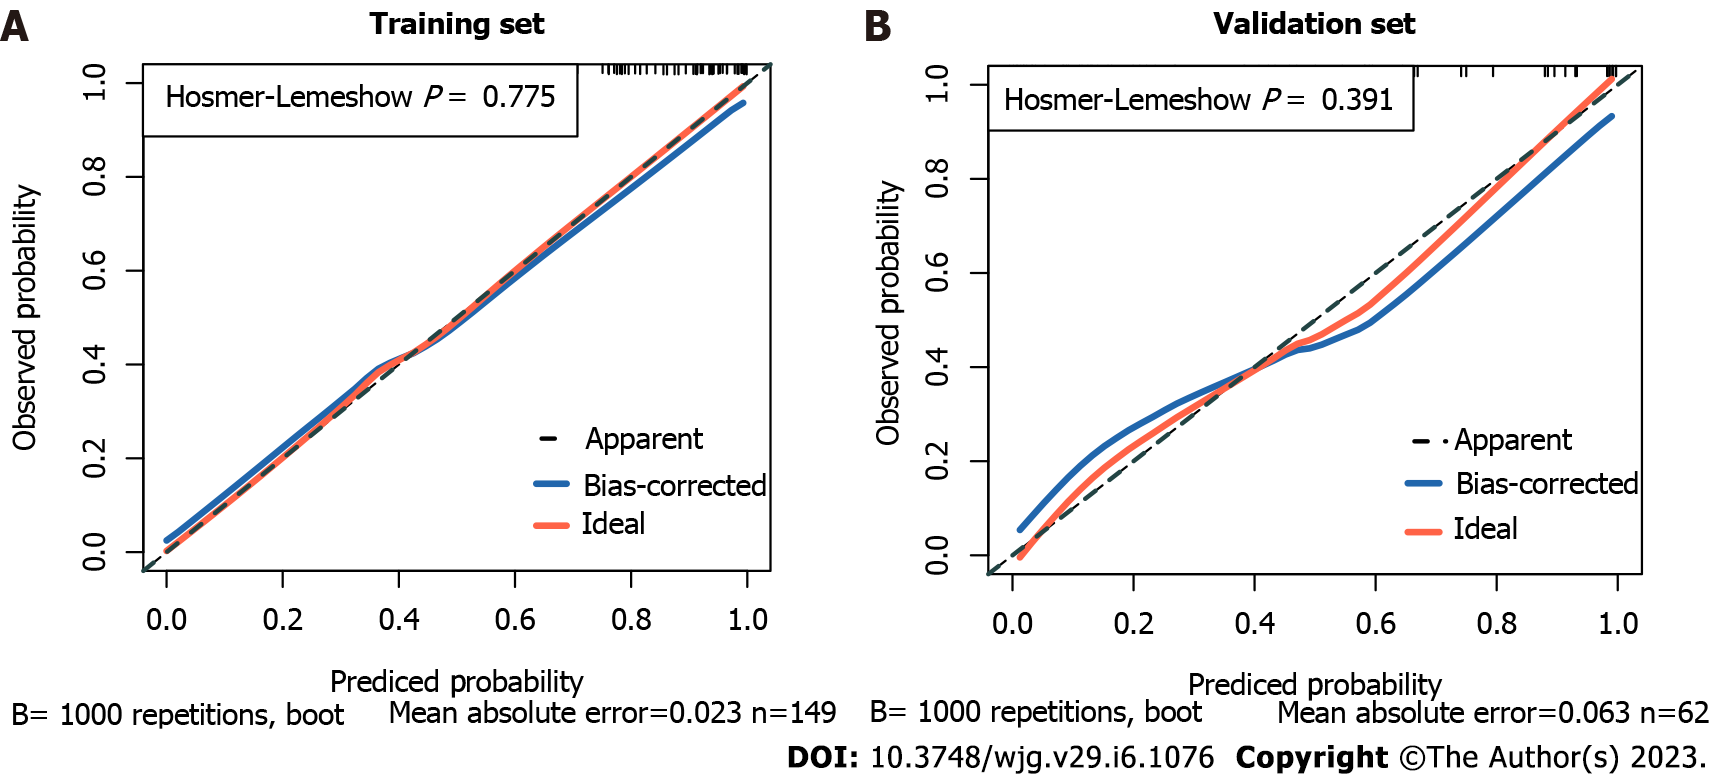 A
Training set
Hosmer-Lemeshow P = 0.775
1.0
0.8
0.6
0.4
0.2
0.0
Observed probability
Apparent
Bias-corrected
Ideal
0.0 0.2 0.4 0.6 0.8 1.0
Prediced probability
B= 1000 repetitions, boot Mean absolute error=0.023 n=149
B
Validation set
Hosmer-Lemeshow P = 0.391
1.0
0.8
0.6
0.4
0.2
0.0
Observed probability
Apparent
Bias-corrected
Ideal
0.0 0.2 0.4 0.6 0.8 1.0
Prediced probability
B= 1000 repetitions, boot Mean absolute error=0.063 n=62
DOI: 10.3748/wjg.v29.i6.1076 Copyright ©The Author(s) 2023.